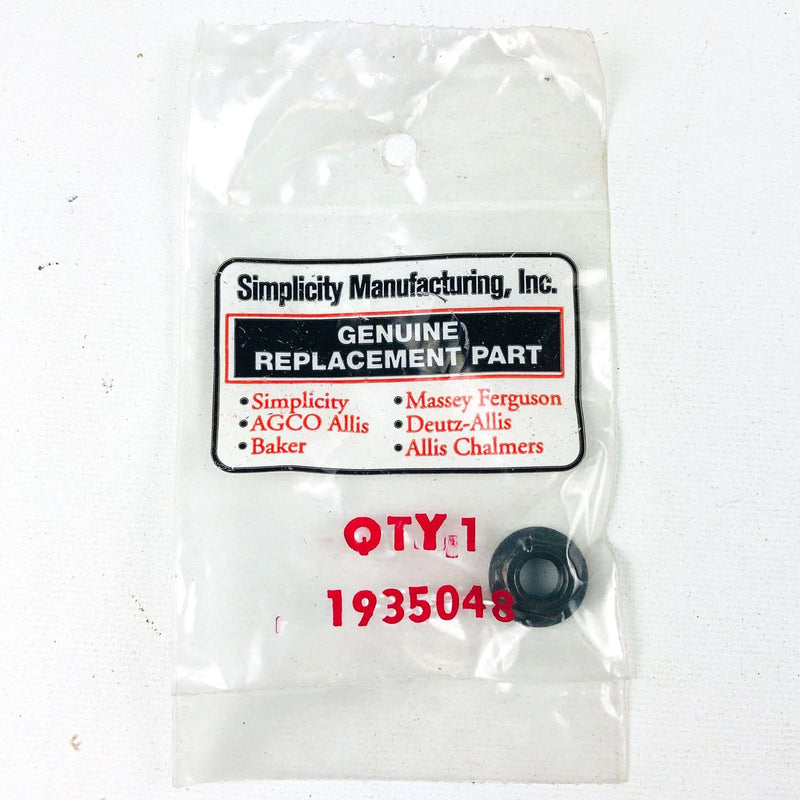 Simplicity Manufacturing, Inc.
GENUINE
REPLACEMENT PART
• Simplicity • Massey Ferguson
• AGCO Allis • Deutz-Allis
• Baker • Allis Chalmers
QTY 1
1935048